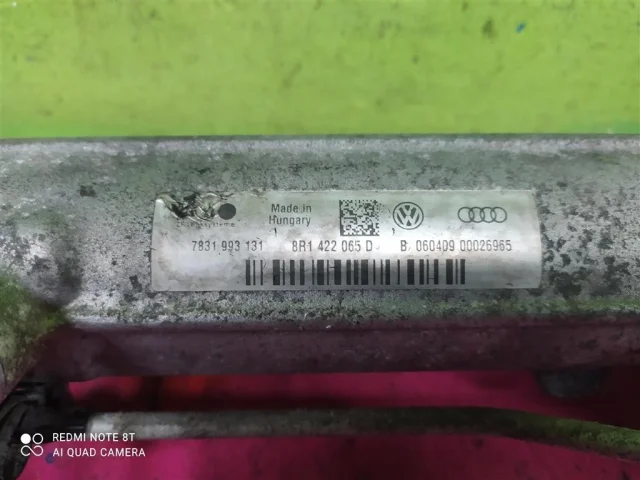 Made in
Hungary
7831 993 131 8R1 422 065 D B 060409 00026965
REDMI NOTE 8T
AI QUAD CAMERA